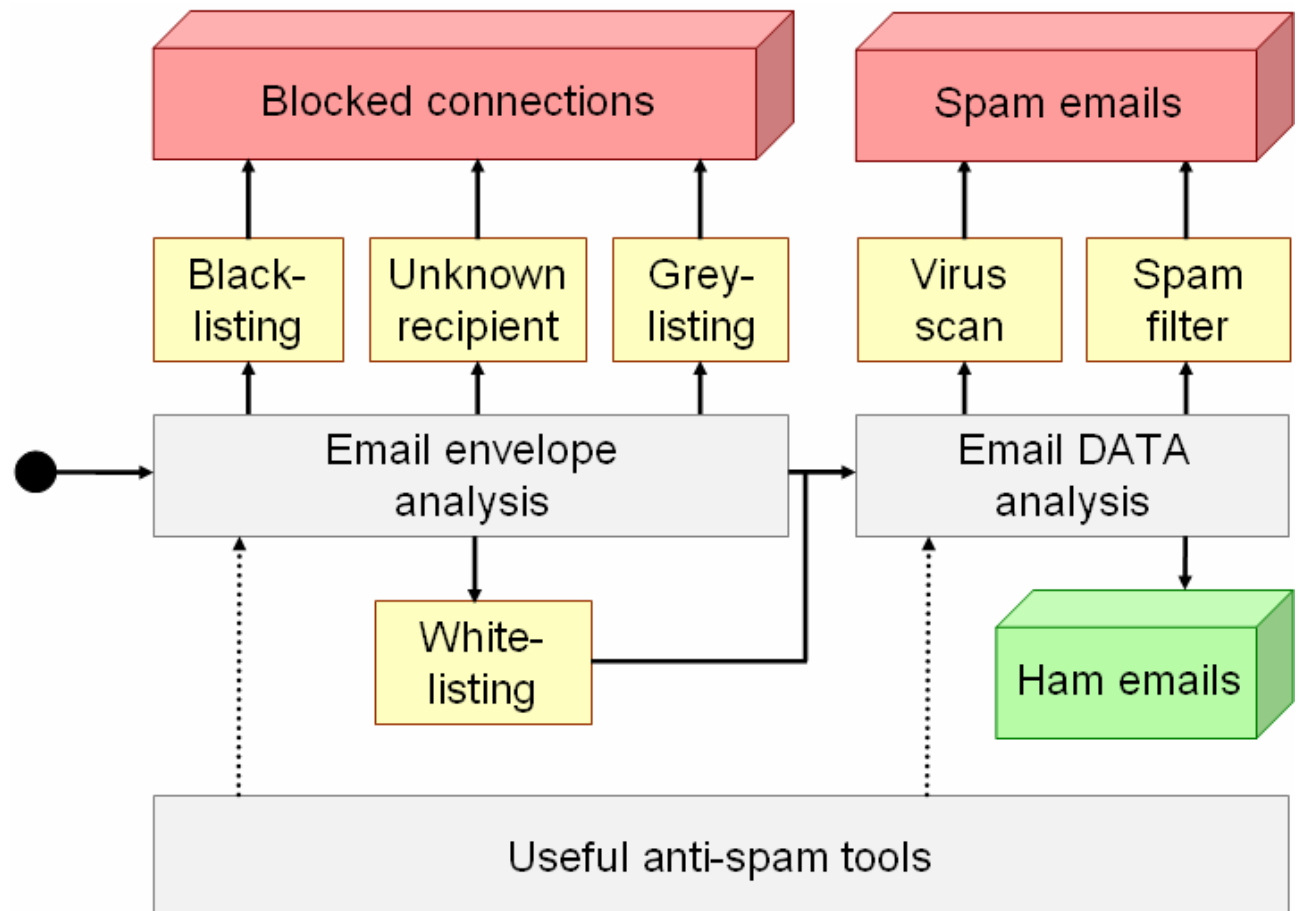 Blocked connections
Spam emails
Black-
listing
Unknown
recipient
Grey-
listing
Virus
scan
Spam
filter
Email envelope
analysis
Email DATA
analysis
White-
listing
Ham emails
Useful anti-spam tools